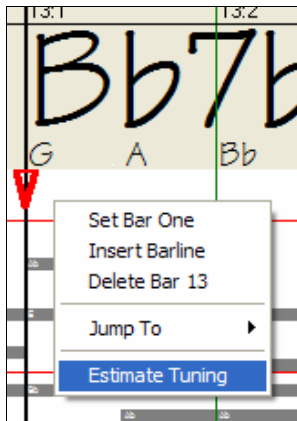 13:1 13:2
Bb7b
G A Bb
Set Bar One
Insert Barline
Delete Bar 13
Jump To
Estimate Tuning